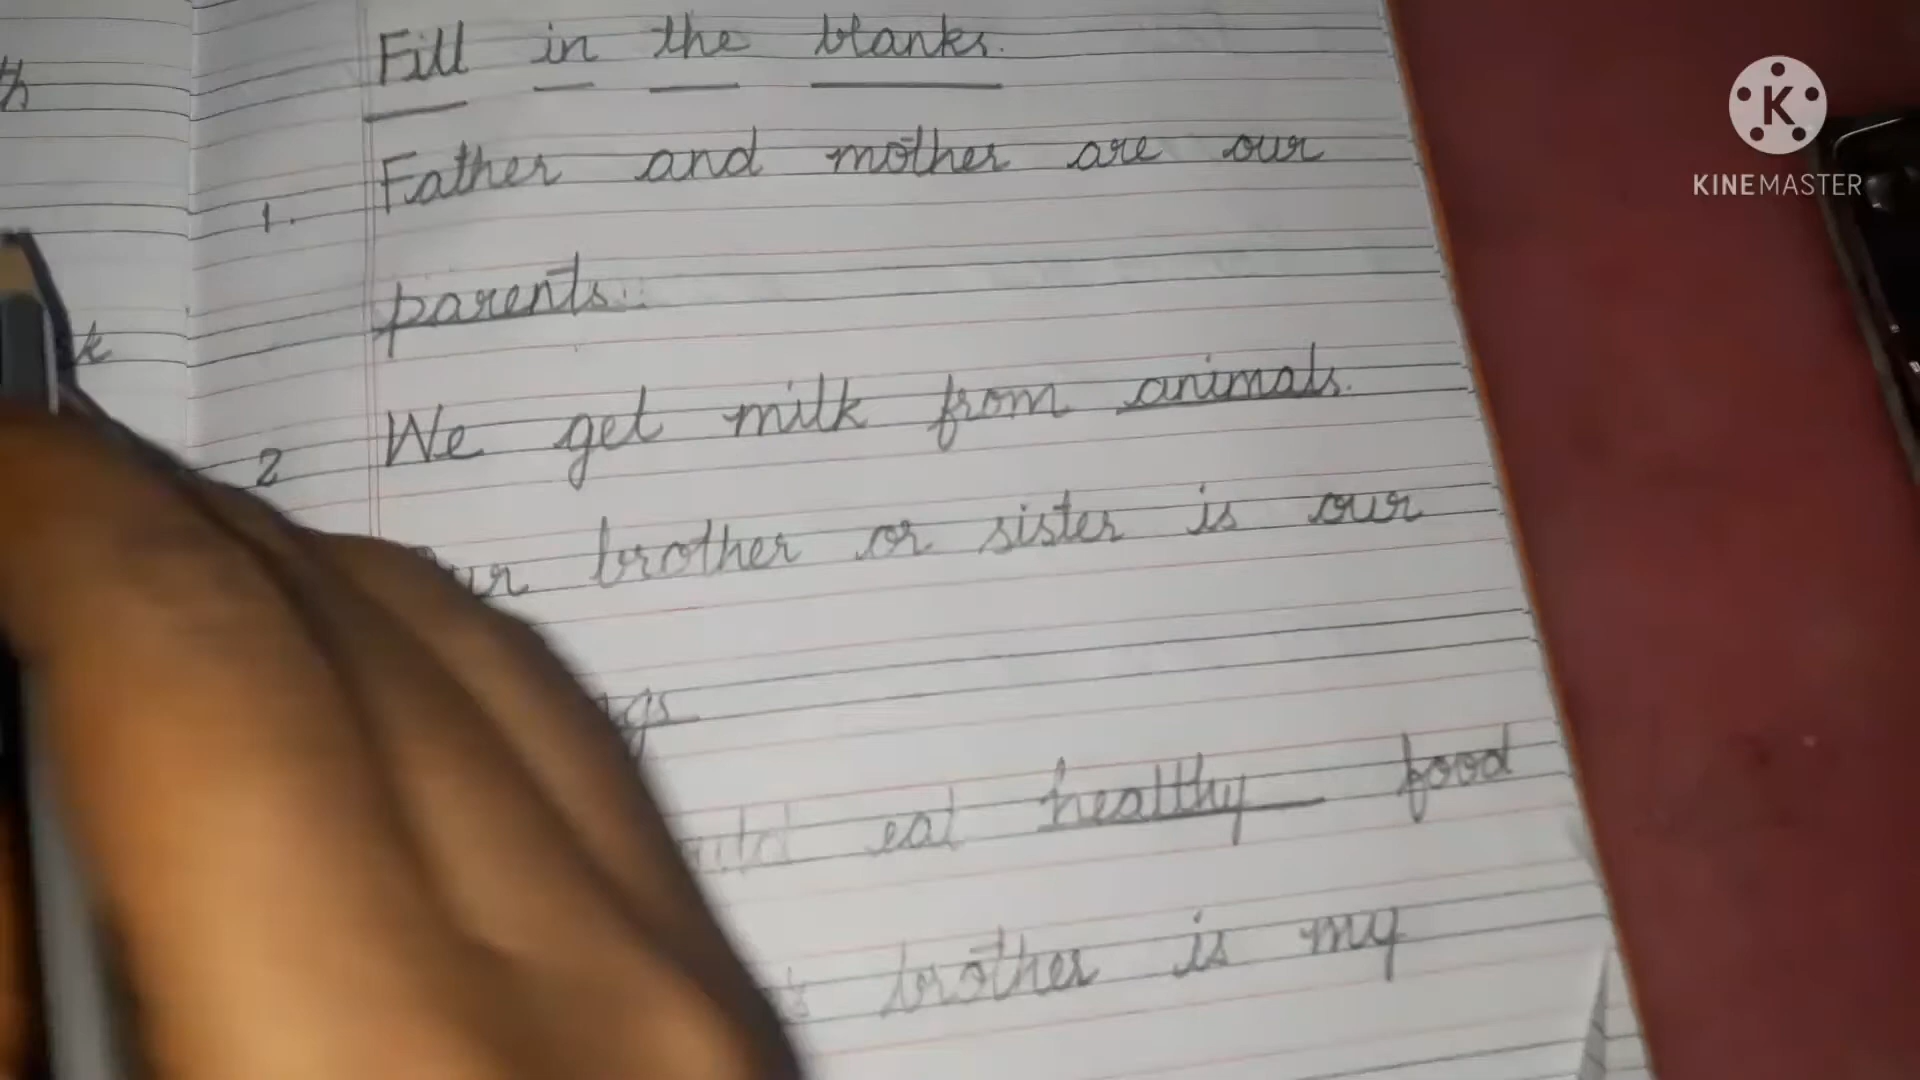 Fill in the blanks.
1. Father and mother are our
parents.
2 We get milk from animals.
brother or sister is our
eat healthy food
brother is my
KINEMASTER